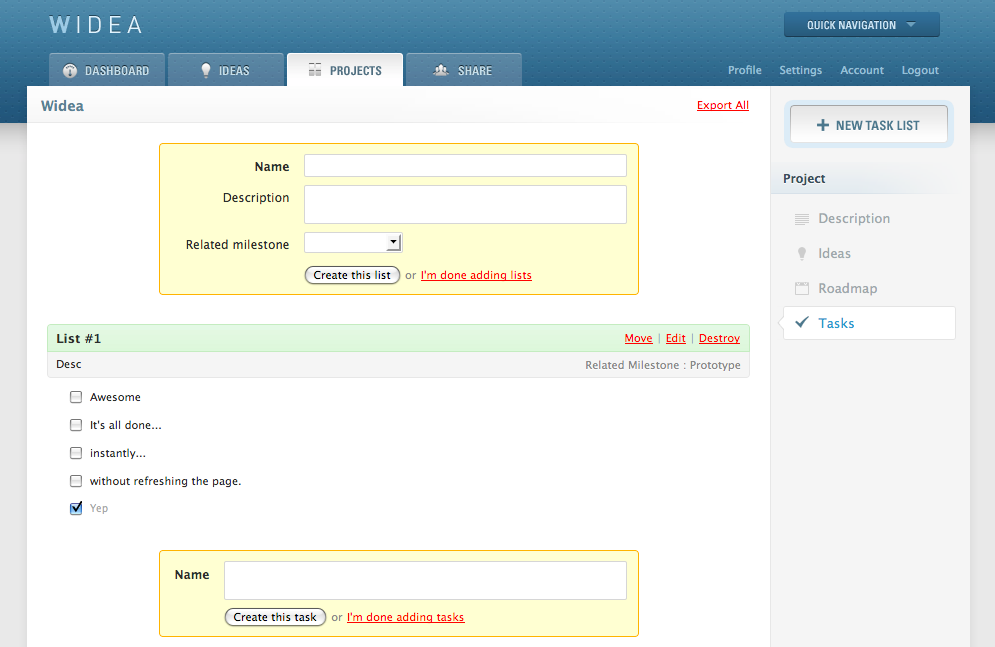 WIDEA
QUICK NAVIGATION
DASHBOARD IDEAS PROJECTS SHARE
Profile Settings Account Logout
Widea Export All
+ NEW TASK LIST
Project
Description
Ideas
Roadmap
Tasks
Name
Description
Related milestone
Create this list or I'm done adding lists
List #1 Move | Edit | Destroy
Desc Related Milestone : Prototype
Awesome
It's all done...
instantly...
without refreshing the page.
Yep
Name
Create this task or I'm done adding tasks